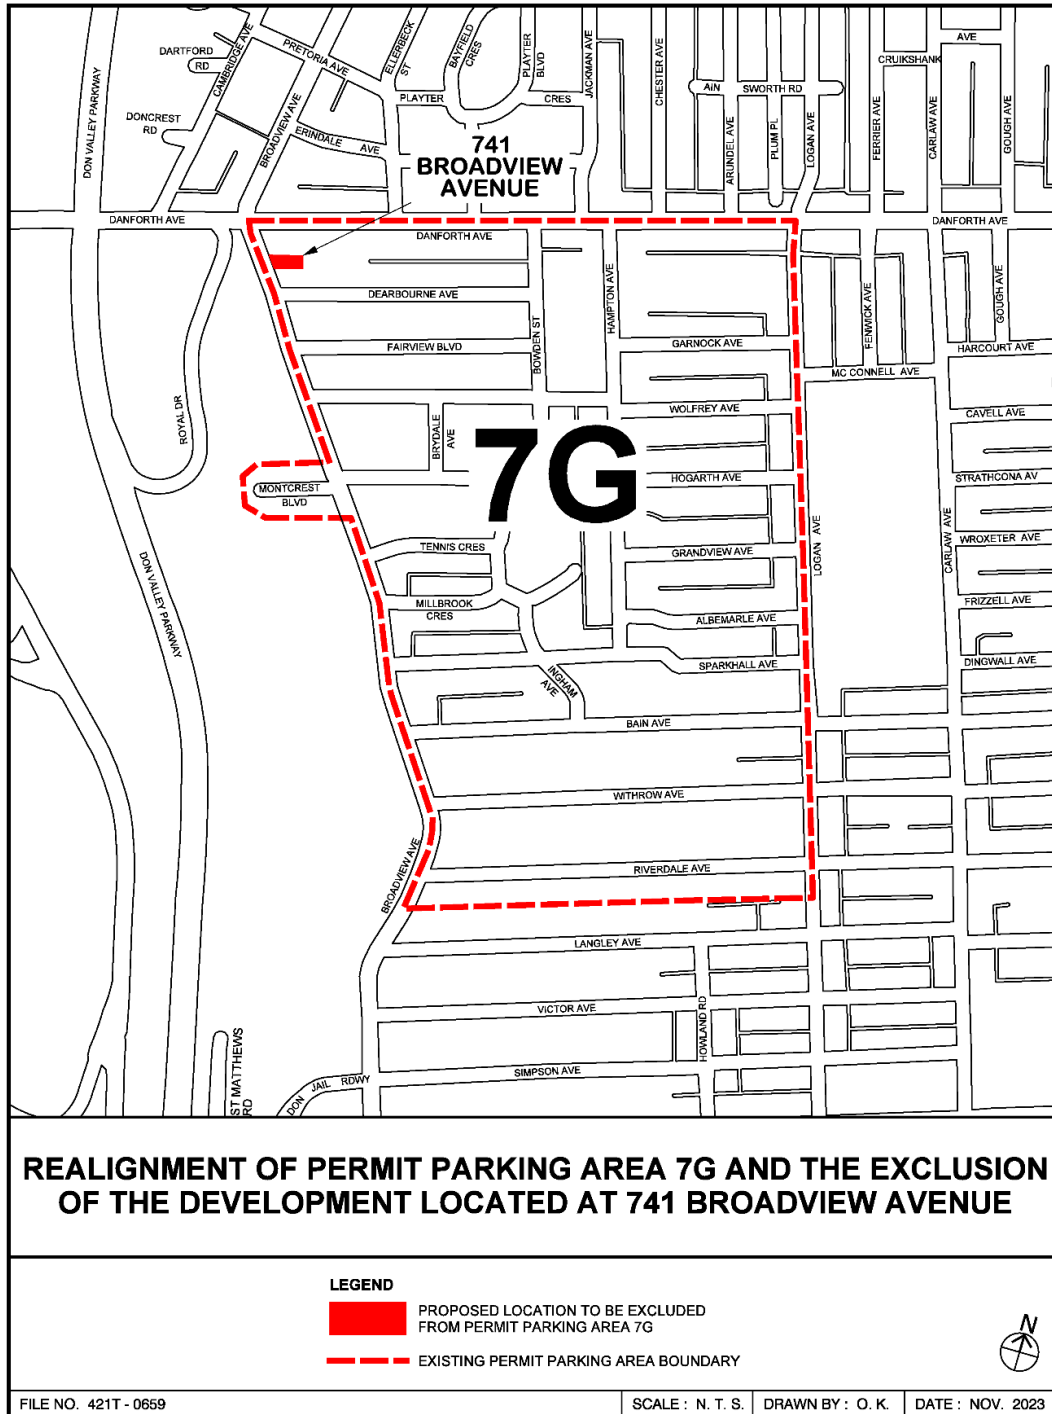 DARTFORD
RD
CAMBRIDGE AVE
PRETORIA AVE
ELLERBECK
ST
BAYFIELD
CRES
PLAYTER
BLVD
JACKMAN AVE
CHESTER AVE
AVE
CRUIKSHANK
DON VALLEY PARKWAY
DONCREST
RD
BROADVIEW AVE
ERINDALE AVE
PLAYTER CRES
AIN SWORTH RD
ARUNDEL AVE
PLUM PL
LOGAN AVE
FERRIER AVE
CARLAW AVE
GOUGH AVE
741
BROADVIEW
AVENUE
DANFORTH AVE
DANFORTH AVE
DANFORTH AVE
DEARBOURNE AVE
BOWDEN ST
HAMPTON AVE
FENWICK AVE
GOUGH AVE
FAIRVIEW BLVD
GARNOCK AVE
HARCOURT AVE
MC CONNELL AVE
ROYAL DR
BRYDALE
AVE
WOLFREY AVE
CAVELL AVE
7G
HOGARTH AVE
STRATHCONA AV
MONTCREST
BLVD
LOGAN AVE
CARLAW AVE
TENNIS CRES
GRANDVIEW AVE
WROXETER AVE
DON VALLEY PARKWAY
MILLBROOK
CRES
ALBEMARLE AVE
FRIZZELL AVE
INGHAM
AVE
SPARKHALL AVE
DINGWALL AVE
BAIN AVE
WITHROW AVE
BROADVIEW AVE
RIVERDALE AVE
LANGLEY AVE
VICTOR AVE
HOWLAND RD
ST MATTHEWS
RD
DON JAIL RDWY
SIMPSON AVE
REALIGNMENT OF PERMIT PARKING AREA 7G AND THE EXCLUSION
OF THE DEVELOPMENT LOCATED AT 741 BROADVIEW AVENUE
LEGEND
PROPOSED LOCATION TO BE EXCLUDED
FROM PERMIT PARKING AREA 7G
EXISTING PERMIT PARKING AREA BOUNDARY
N
FILE NO. 421T - 0659
SCALE : N. T. S.
DRAWN BY : O. K.
DATE : NOV. 2023